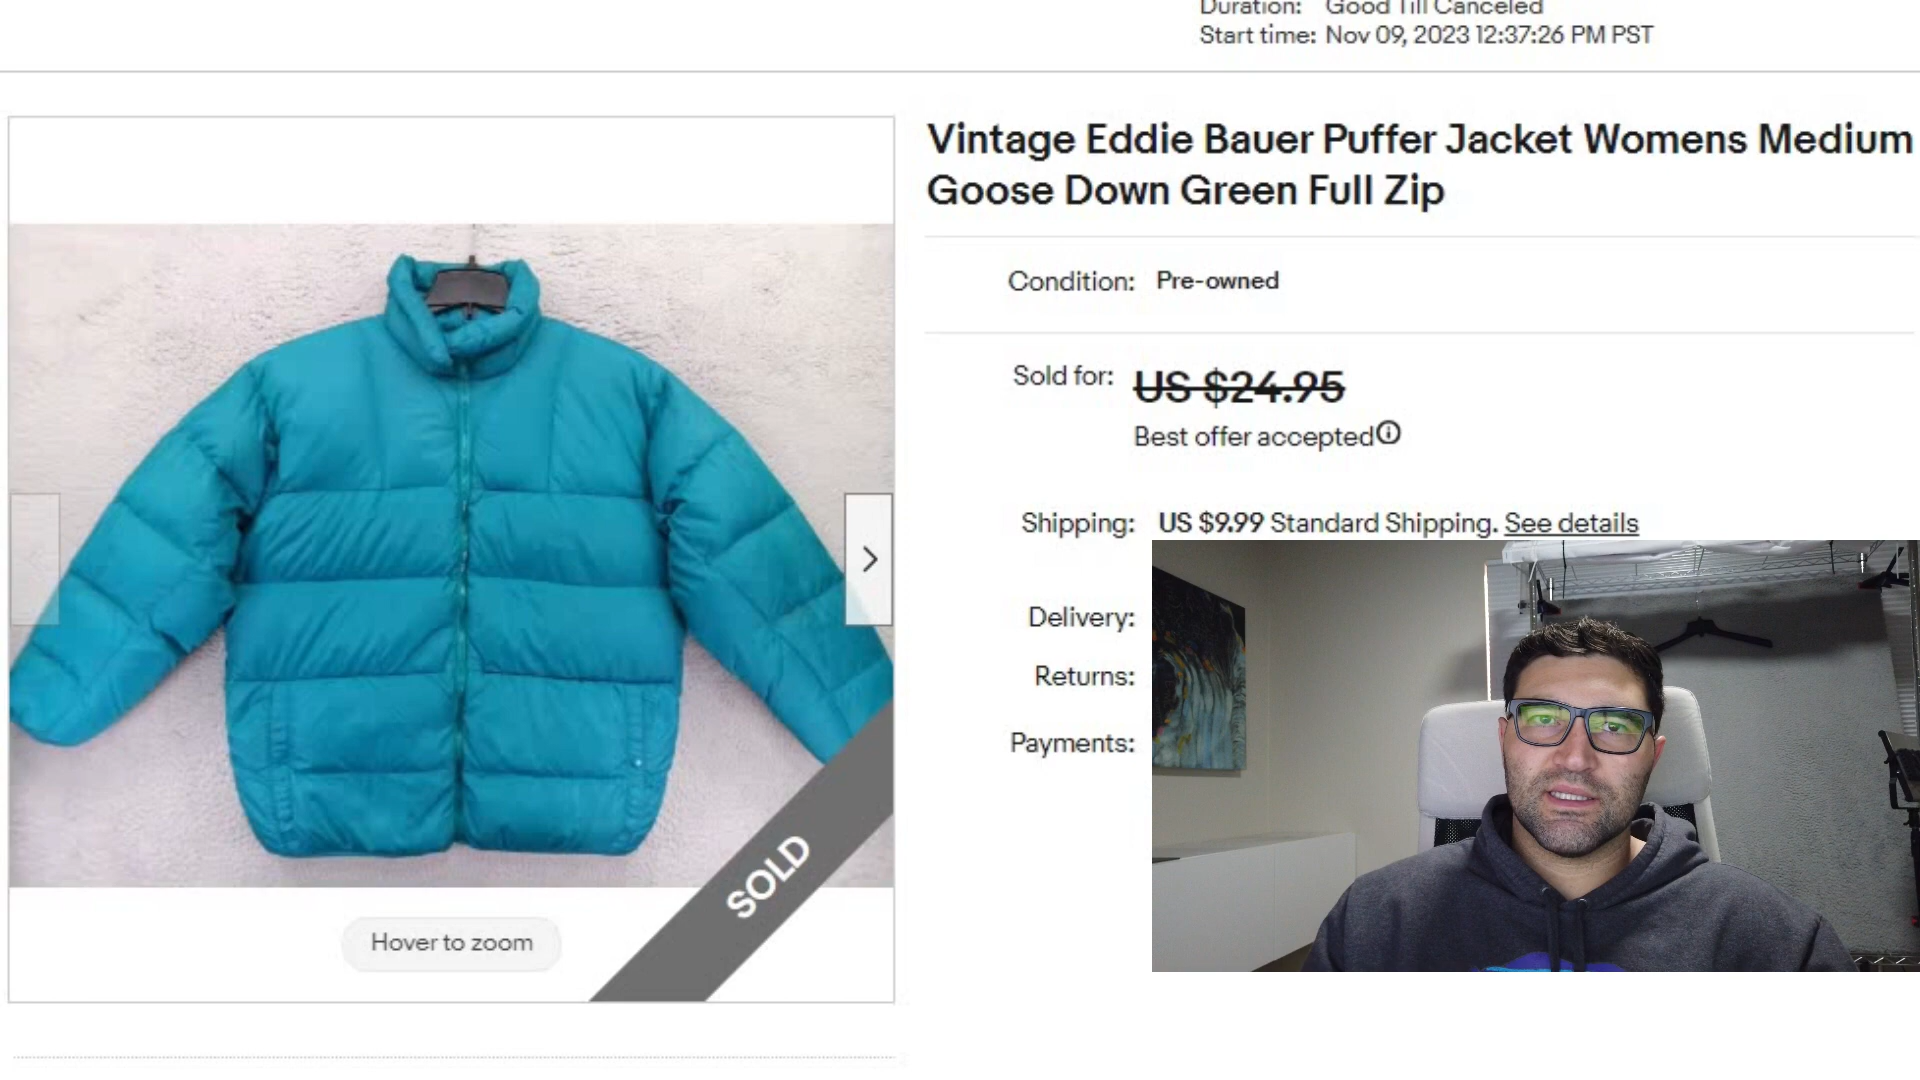 Duration: Good Till Canceled
Start time: Nov 09, 2023 12:37:26 PM PST
Vintage Eddie Bauer Puffer Jacket Womens Medium
Goose Down Green Full Zip
Condition: Pre-owned
Sold for: US $24.95
Best offer accepted
Shipping: US $9.99 Standard Shipping. See details
Delivery:
Returns:
Payments:
SOLD
Hover to zoom